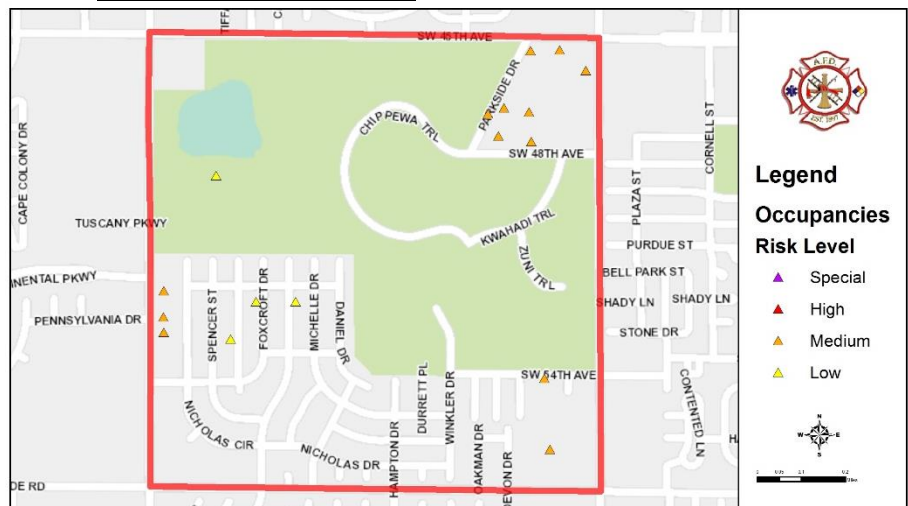 TIFFA
SW 45TH AVE
PARKSIDE DR
CHIPPEWA TRL
SW 48TH AVE
CORNELL ST
CAPE COLONY DR
PLAZA ST
TUSCANY PKWY
KWAHADI TRL
ZUNI TRL
PURDUE ST
INENTAL PKWY
BELL PARK ST
SHADY LN
SHADY LN
PENNSYLVANIA DR
SPENCER ST
FOXCROFT DR
MICHELLE DR
DANIEL DR
STONE DR
SW 54TH AVE
DURRETT PL
WINKLER DR
CONTENTED LN
NICHOLAS CIR
NICHOLAS DR
HAMPTON DR
OAKMAN DR
DEVON DR
DE RD
A.F.D.
Legend
Occupancies
Risk Level
Special
High
Medium
Low
N
W E
S